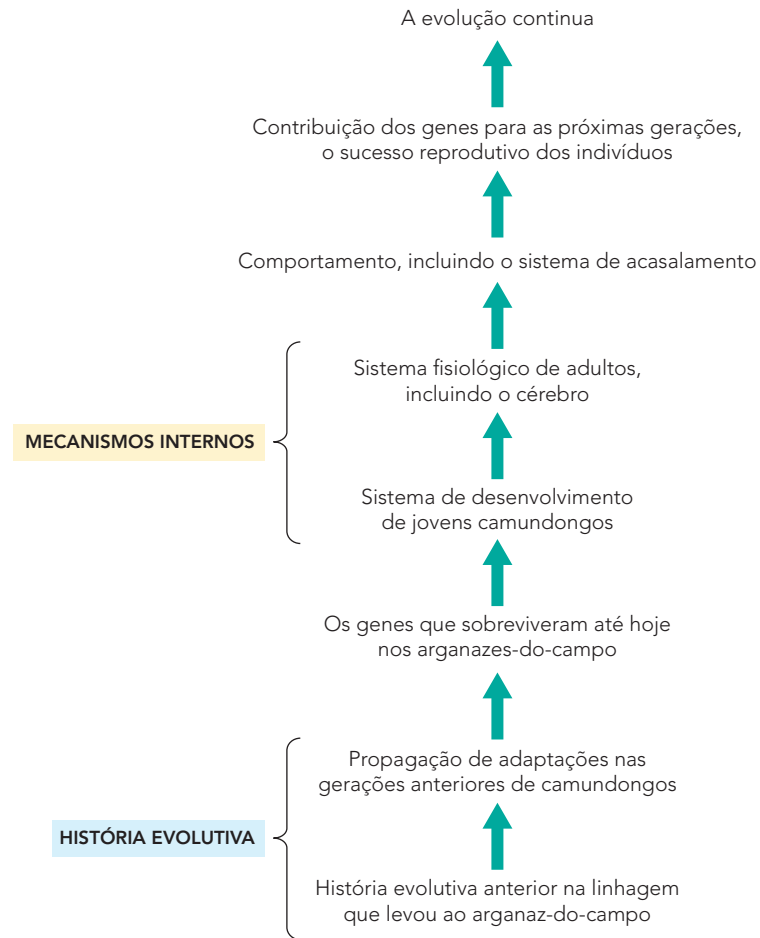 A evolução continua
Contribuição dos genes para as próximas gerações,
o sucesso reprodutivo dos indivíduos
Comportamento, incluindo o sistema de acasalamento
Sistema fisiológico de adultos,
incluindo o cérebro
MECANISMOS INTERNOS
Sistema de desenvolvimento
de jovens camundongos
Os genes que sobreviveram até hoje
nos arganazes-do-campo
Propagação de adaptações nas
gerações anteriores de camundongos
HISTÓRIA EVOLUTIVA
História evolutiva anterior na linhagem
que levou ao arganaz-do-campo